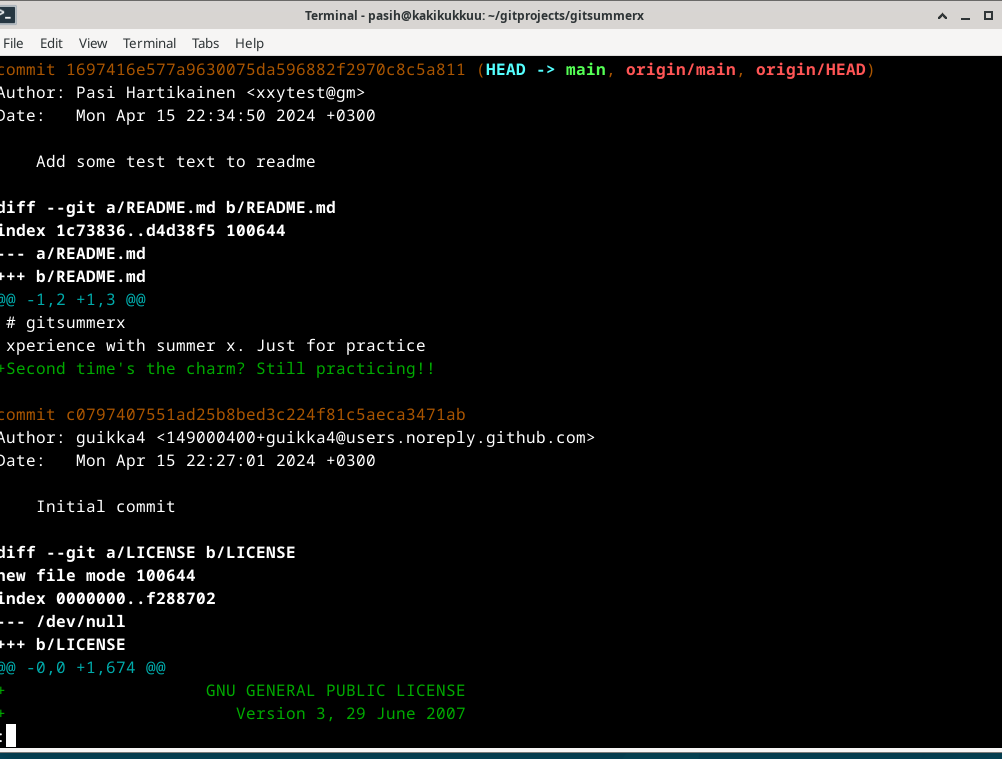 Terminal - pasih@kakikukkuu: ~/gitprojects/gitsummerx
File Edit View Terminal Tabs Help
commit 1697416e577a9630075da596882f2970c8c5a811 (HEAD -> main, origin/main, origin/HEAD)
Author: Pasi Hartikainen <xxytest@gm>
Date:   Mon Apr 15 22:34:50 2024 +0300
    Add some test text to readme
diff --git a/README.md b/README.md
index 1c73836..d4d38f5 100644
--- a/README.md
+++ b/README.md
@@ -1,2 +1,3 @@
 # gitsummerx
 xperience with summer x. Just for practice
+Second time's the charm? Still practicing!!
commit c0797407551ad25b8bed3c224f81c5aeca3471ab
Author: guikka4 <149000400+guikka4@users.noreply.github.com>
Date:   Mon Apr 15 22:27:01 2024 +0300
    Initial commit
diff --git a/LICENSE b/LICENSE
new file mode 100644
index 0000000..f288702
--- /dev/null
+++ b/LICENSE
@@ -0,0 +1,674 @@
+                    GNU GENERAL PUBLIC LICENSE
+                       Version 3, 29 June 2007
: